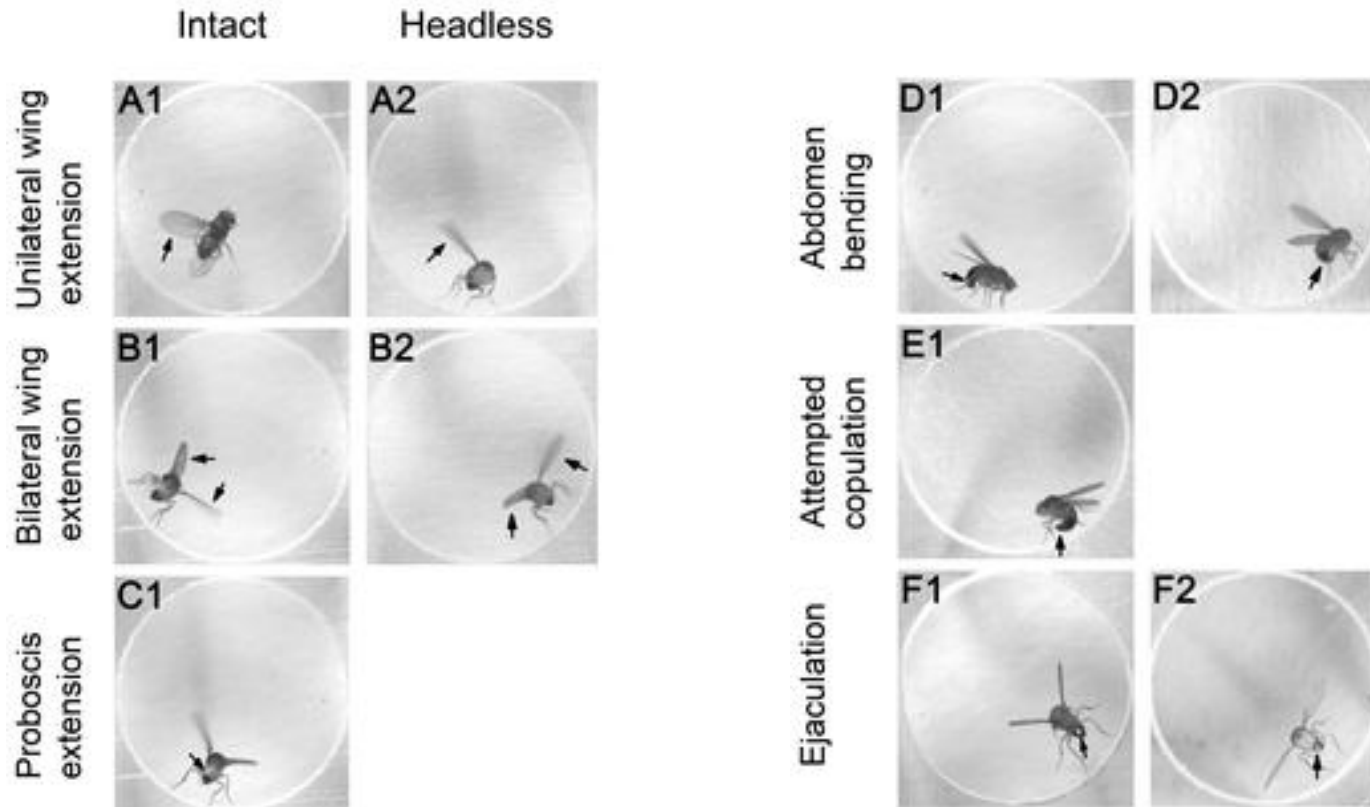 Intact Headless
Unilateral wing
extension
A1 A2
Bilateral wing
extension
B1 B2
Proboscis
extension
C1
Abdomen
bending
D1 D2
Attempted
copulation
E1
Ejaculation
F1 F2